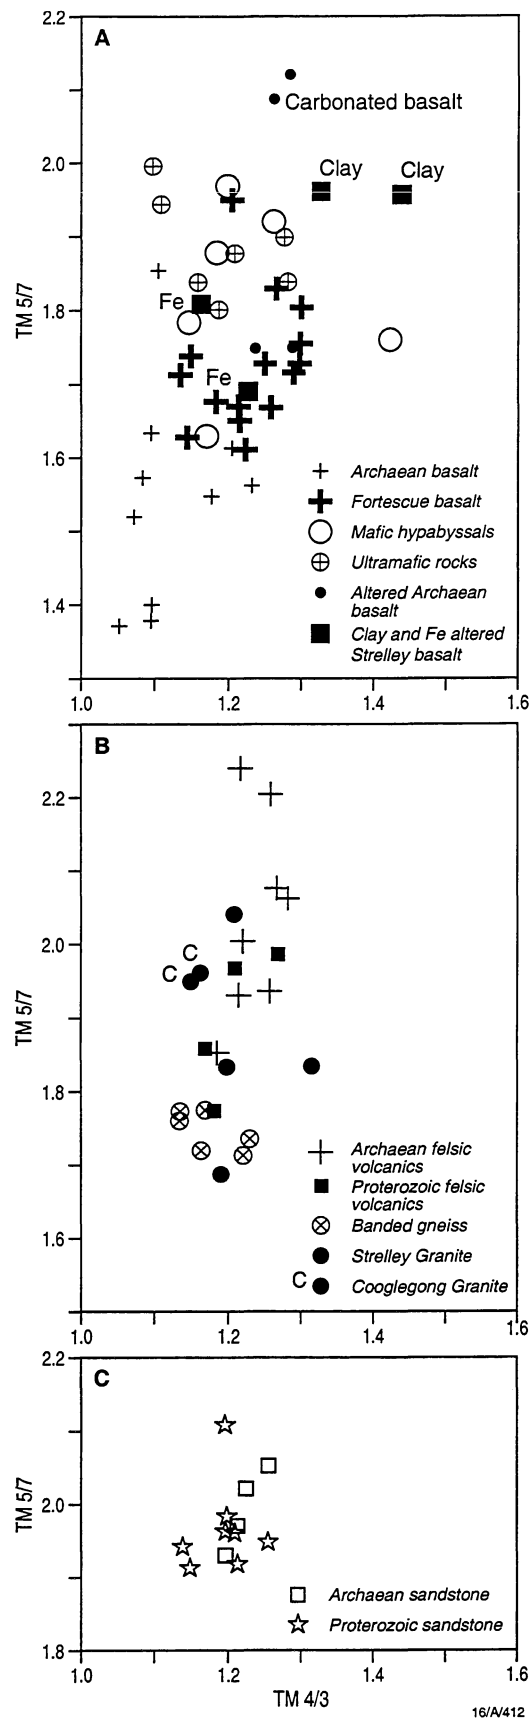 2.2
A
Carbonated basalt
2.0
Clay
Clay
TM 5/7
1.8
Fe
Fe
1.6
Archaean basalt
Fortescue basalt
Mafic hypabyssals
Ultramafic rocks
1.4
Altered Archaean
basalt
Clay and Fe altered
Strelley basalt
1.0
1.2
1.4
1.6
B
2.2
2.0
C
C
TM 5/7
1.8
Archaean felsic
volcanics
Proterozoic felsic
volcanics
1.6
Banded gneiss
Strelley Granite
C
Cooglegong Granite
1.0
1.2
1.4
1.6
2.2
C
TM 5/7
2.0
Archaean sandstone
Proterozoic sandstone
1.8
1.0
1.2
1.4
1.6
TM 4/3
16/A/412